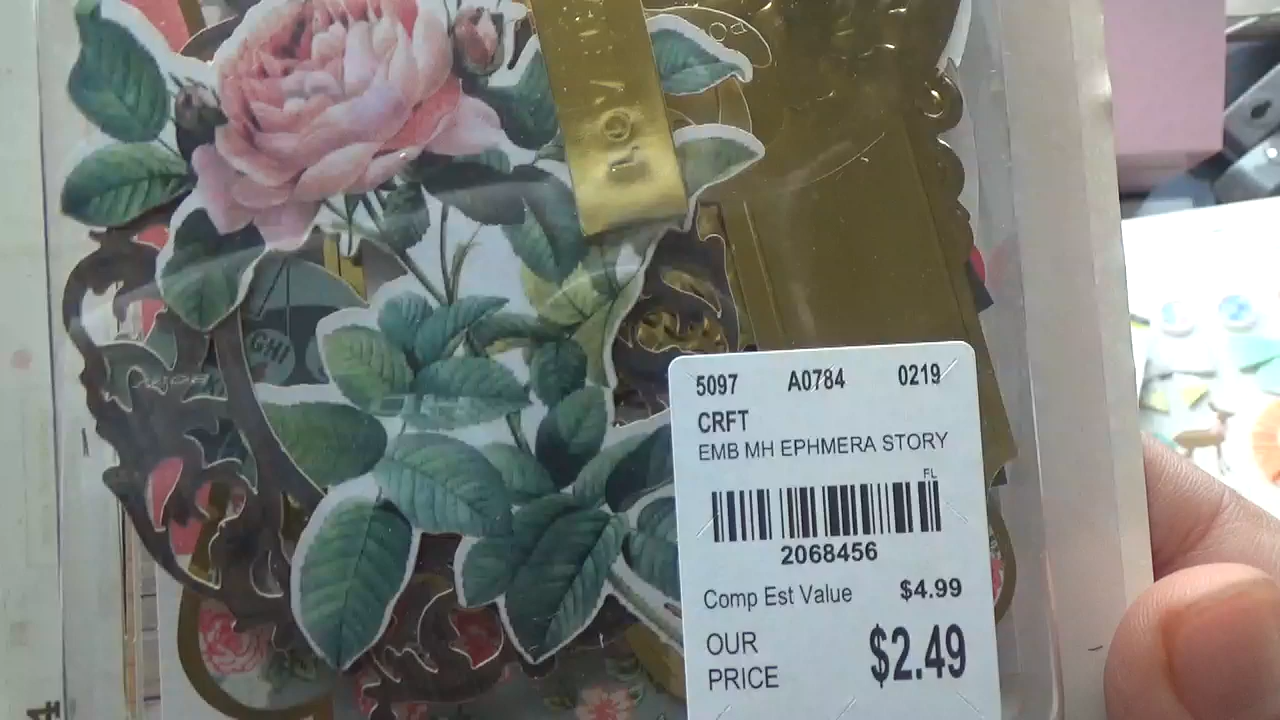 5097 A0784 0219
CRFT
EMB MH EPHMERA STORY
FL
2068456
Comp Est Value $4.99
OUR PRICE $2.49